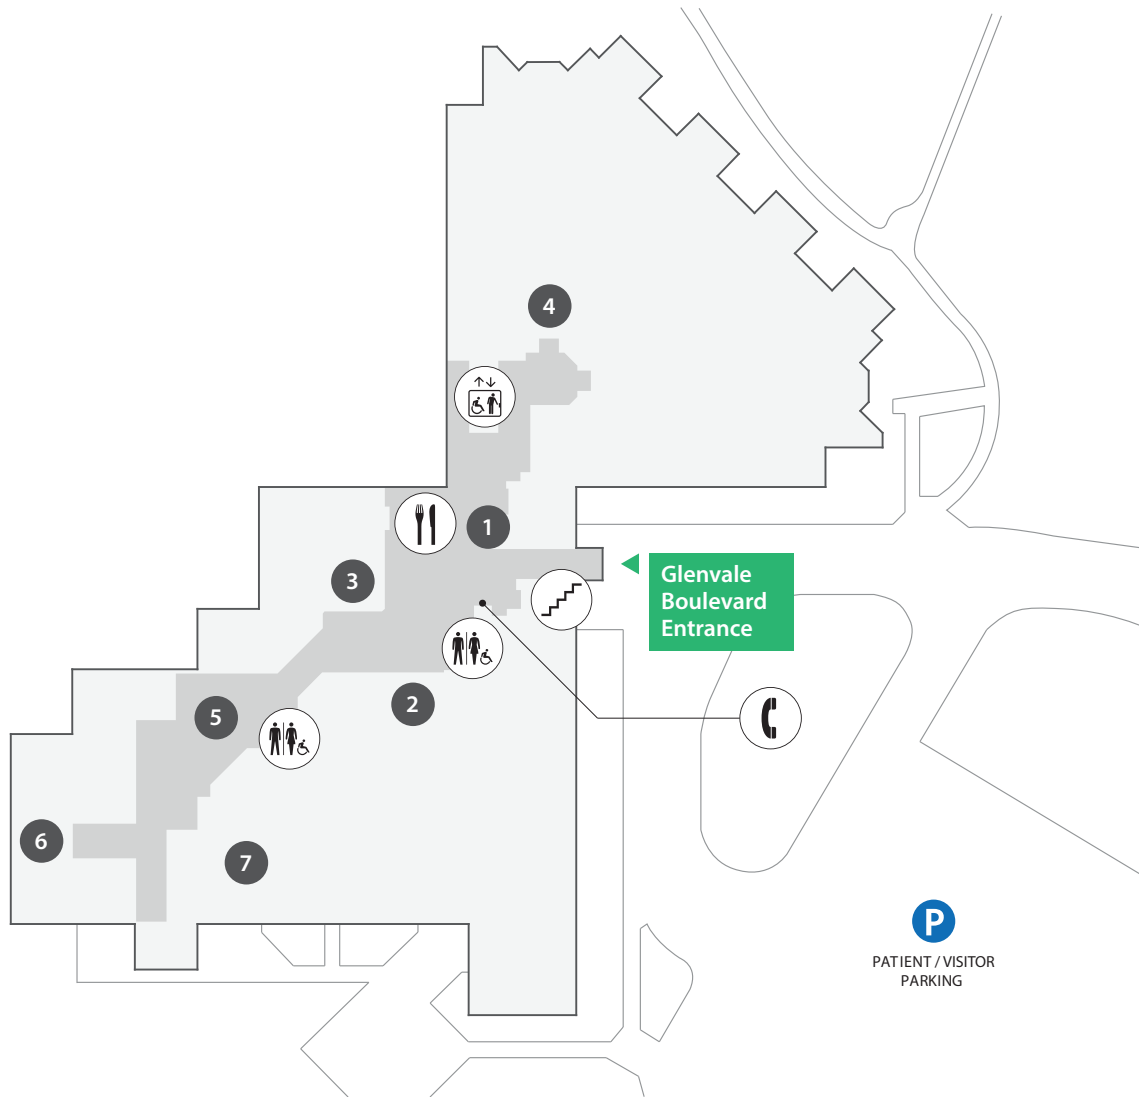 4
1
3
Glenvale
Boulevard
Entrance
2
5
6
7
P
PATIENT / VISITOR
PARKING